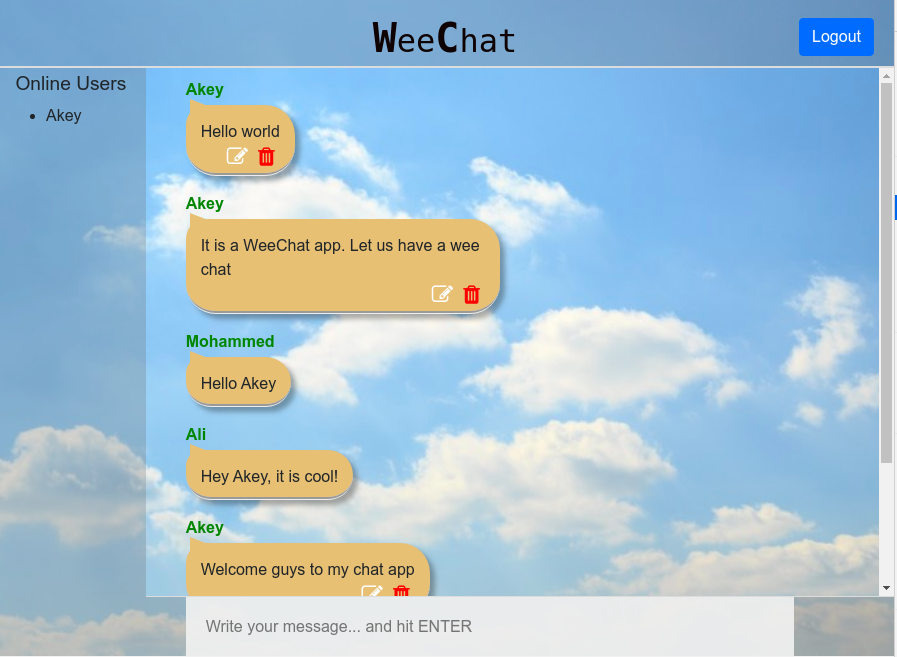 WeeChat
Logout
Online Users
Akey
Akey
Hello world
Akey
It is a WeeChat app. Let us have a wee
chat
Mohammed
Hello Akey
Ali
Hey Akey, it is cool!
Akey
Welcome guys to my chat app
Write your message... and hit ENTER